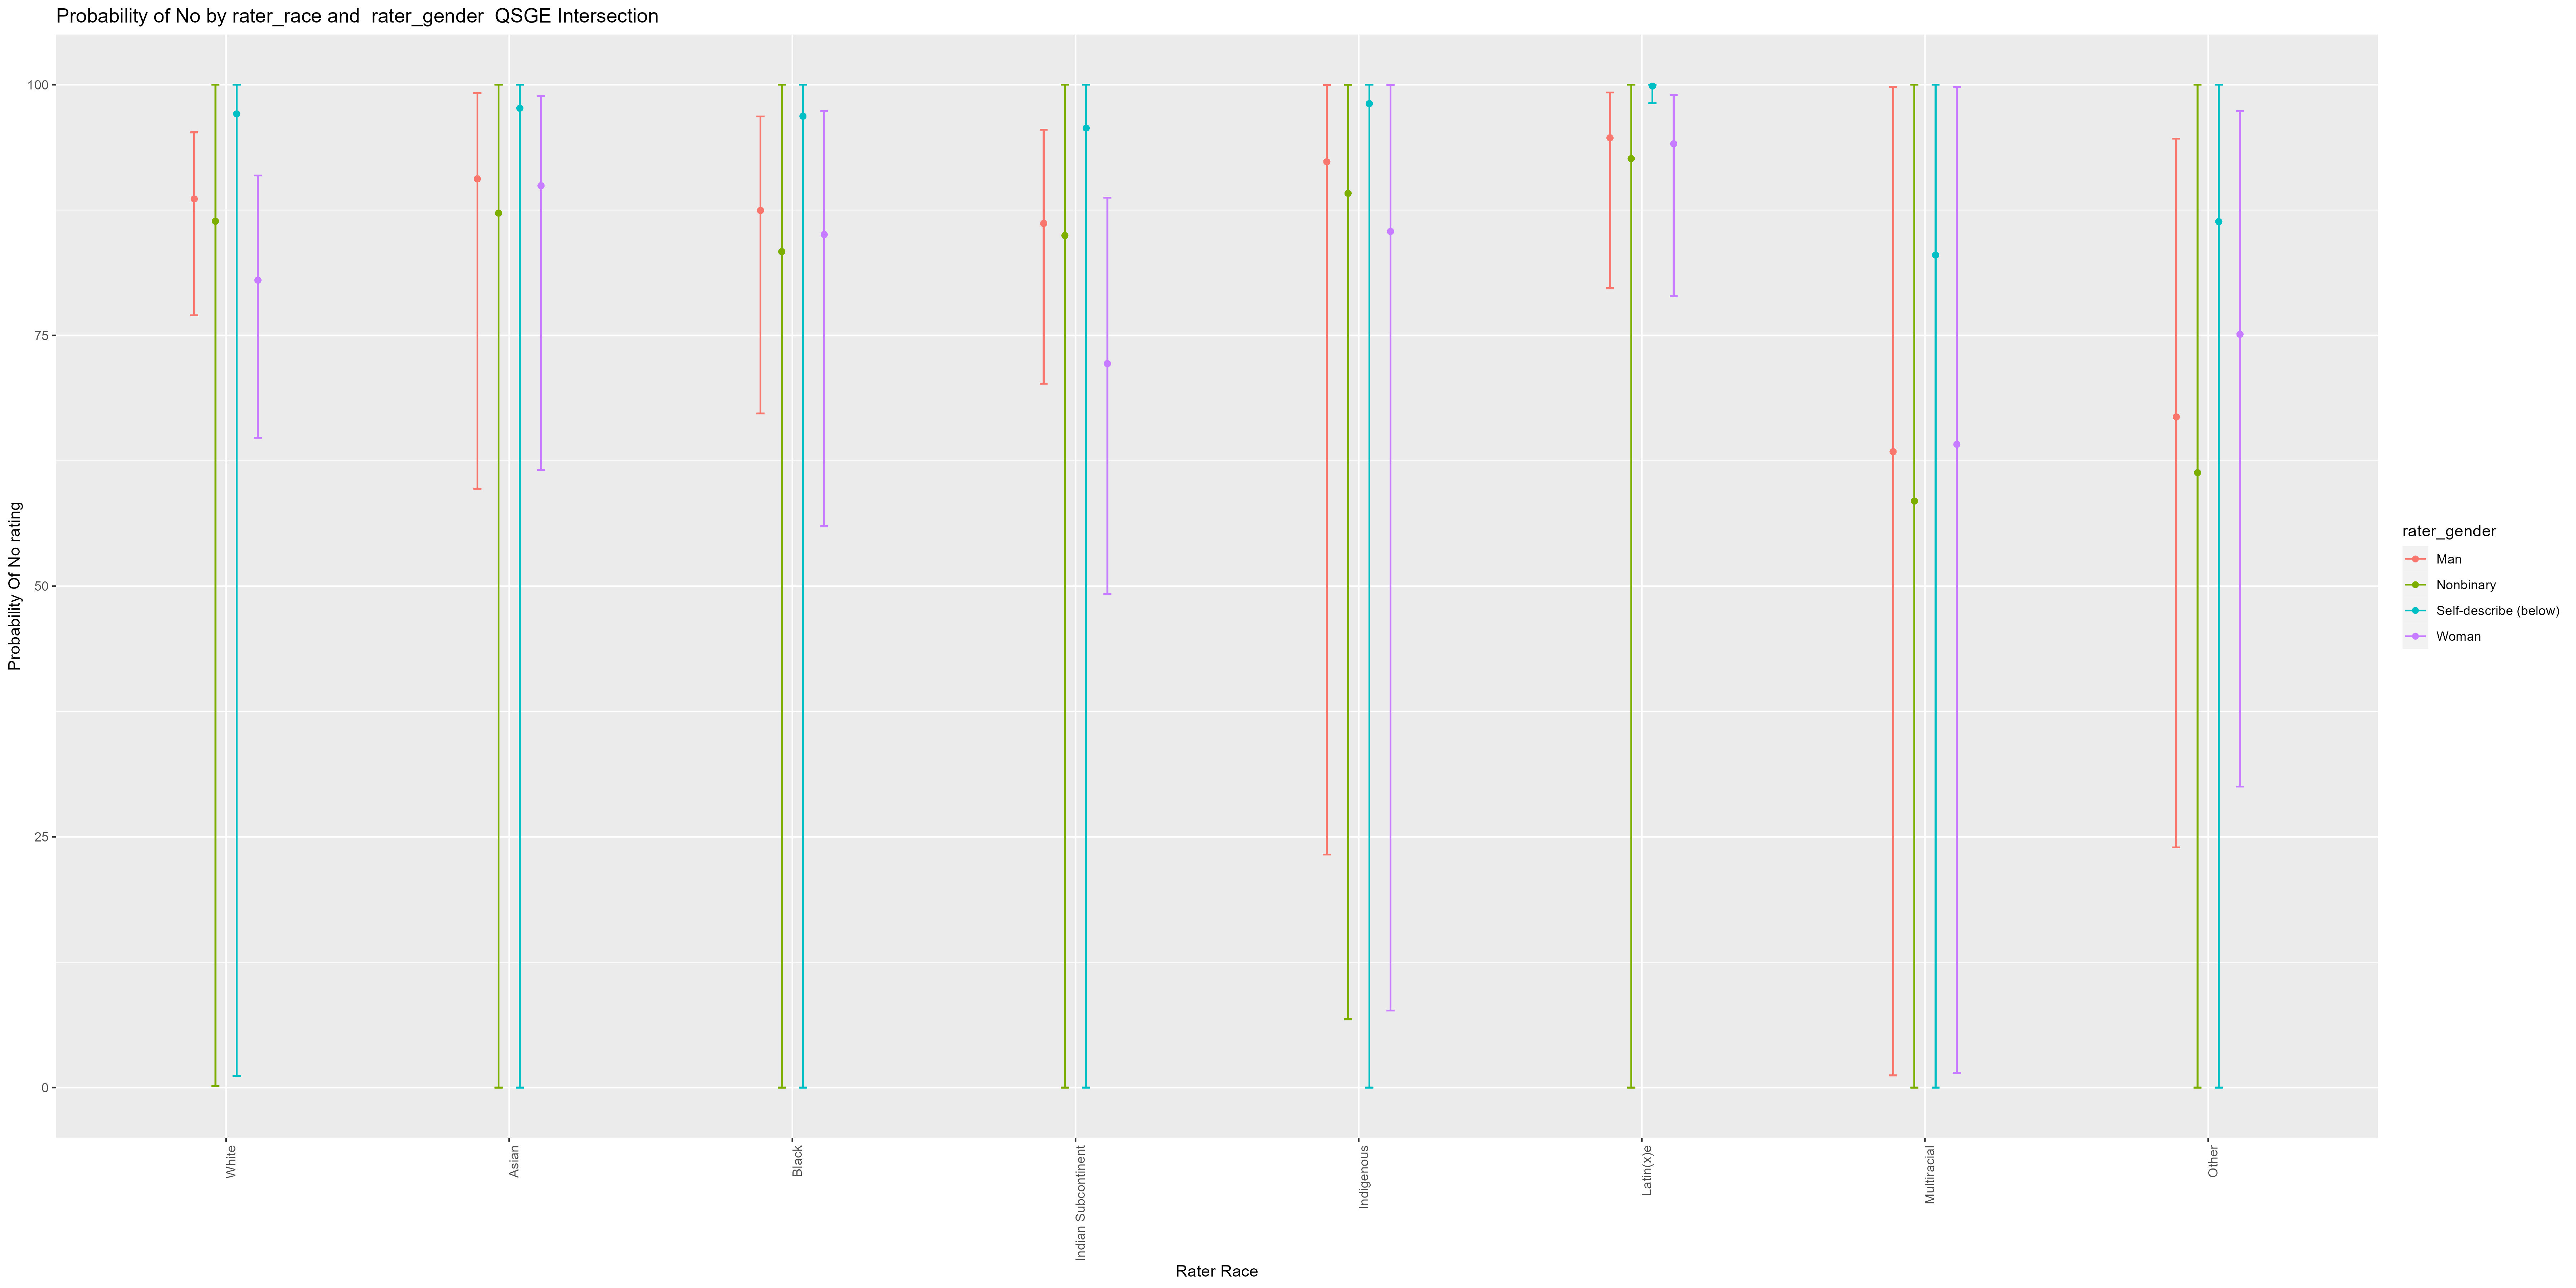 Probability of No by rater_race and  rater_gender  QSGE Intersection
Probability Of No rating
100
75
50
25
0
White
Asian
Black
Indian Subcontinent
Indigenous
Latin(x)e
Multiracial
Other
Rater Race
rater_gender
Man
Nonbinary
Self-describe (below)
Woman